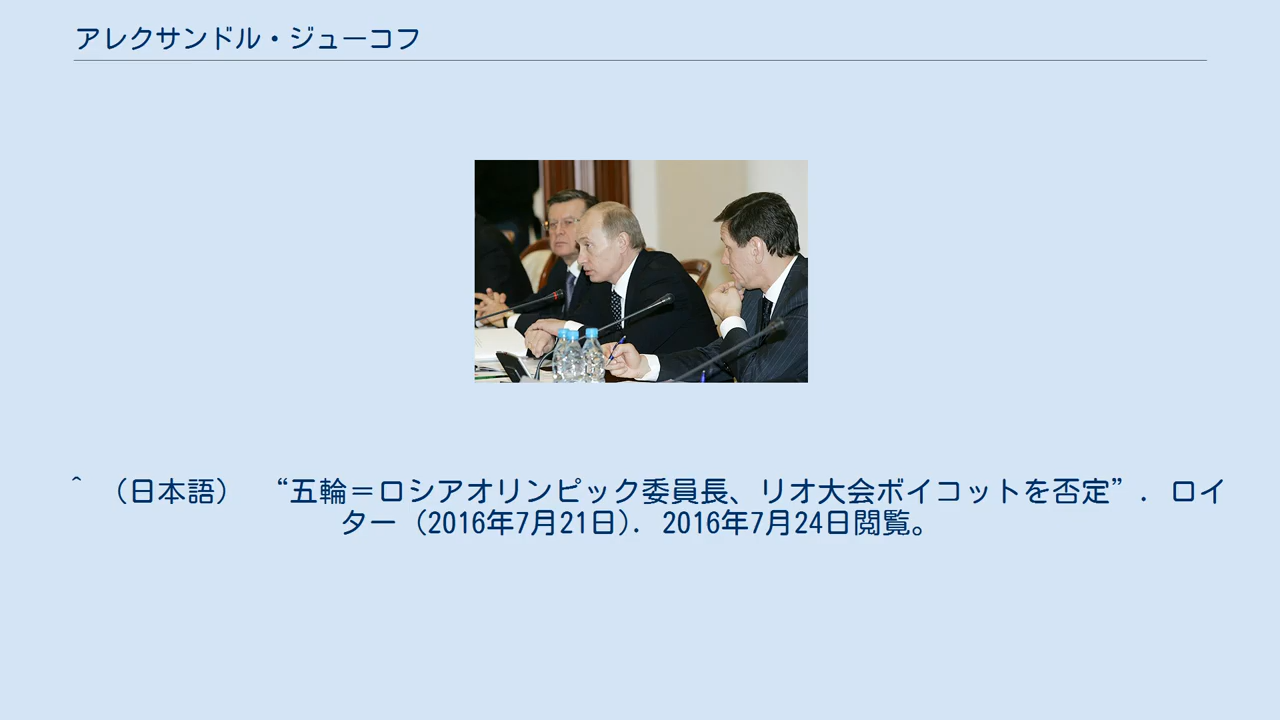 アレクサンドル・ジューコフ
^ （日本語） “五輪＝ロシアオリンピック委員長、リオ大会ボイコットを否定”. ロイ
ター (2016年7月21日). 2016年7月24日閲覧。